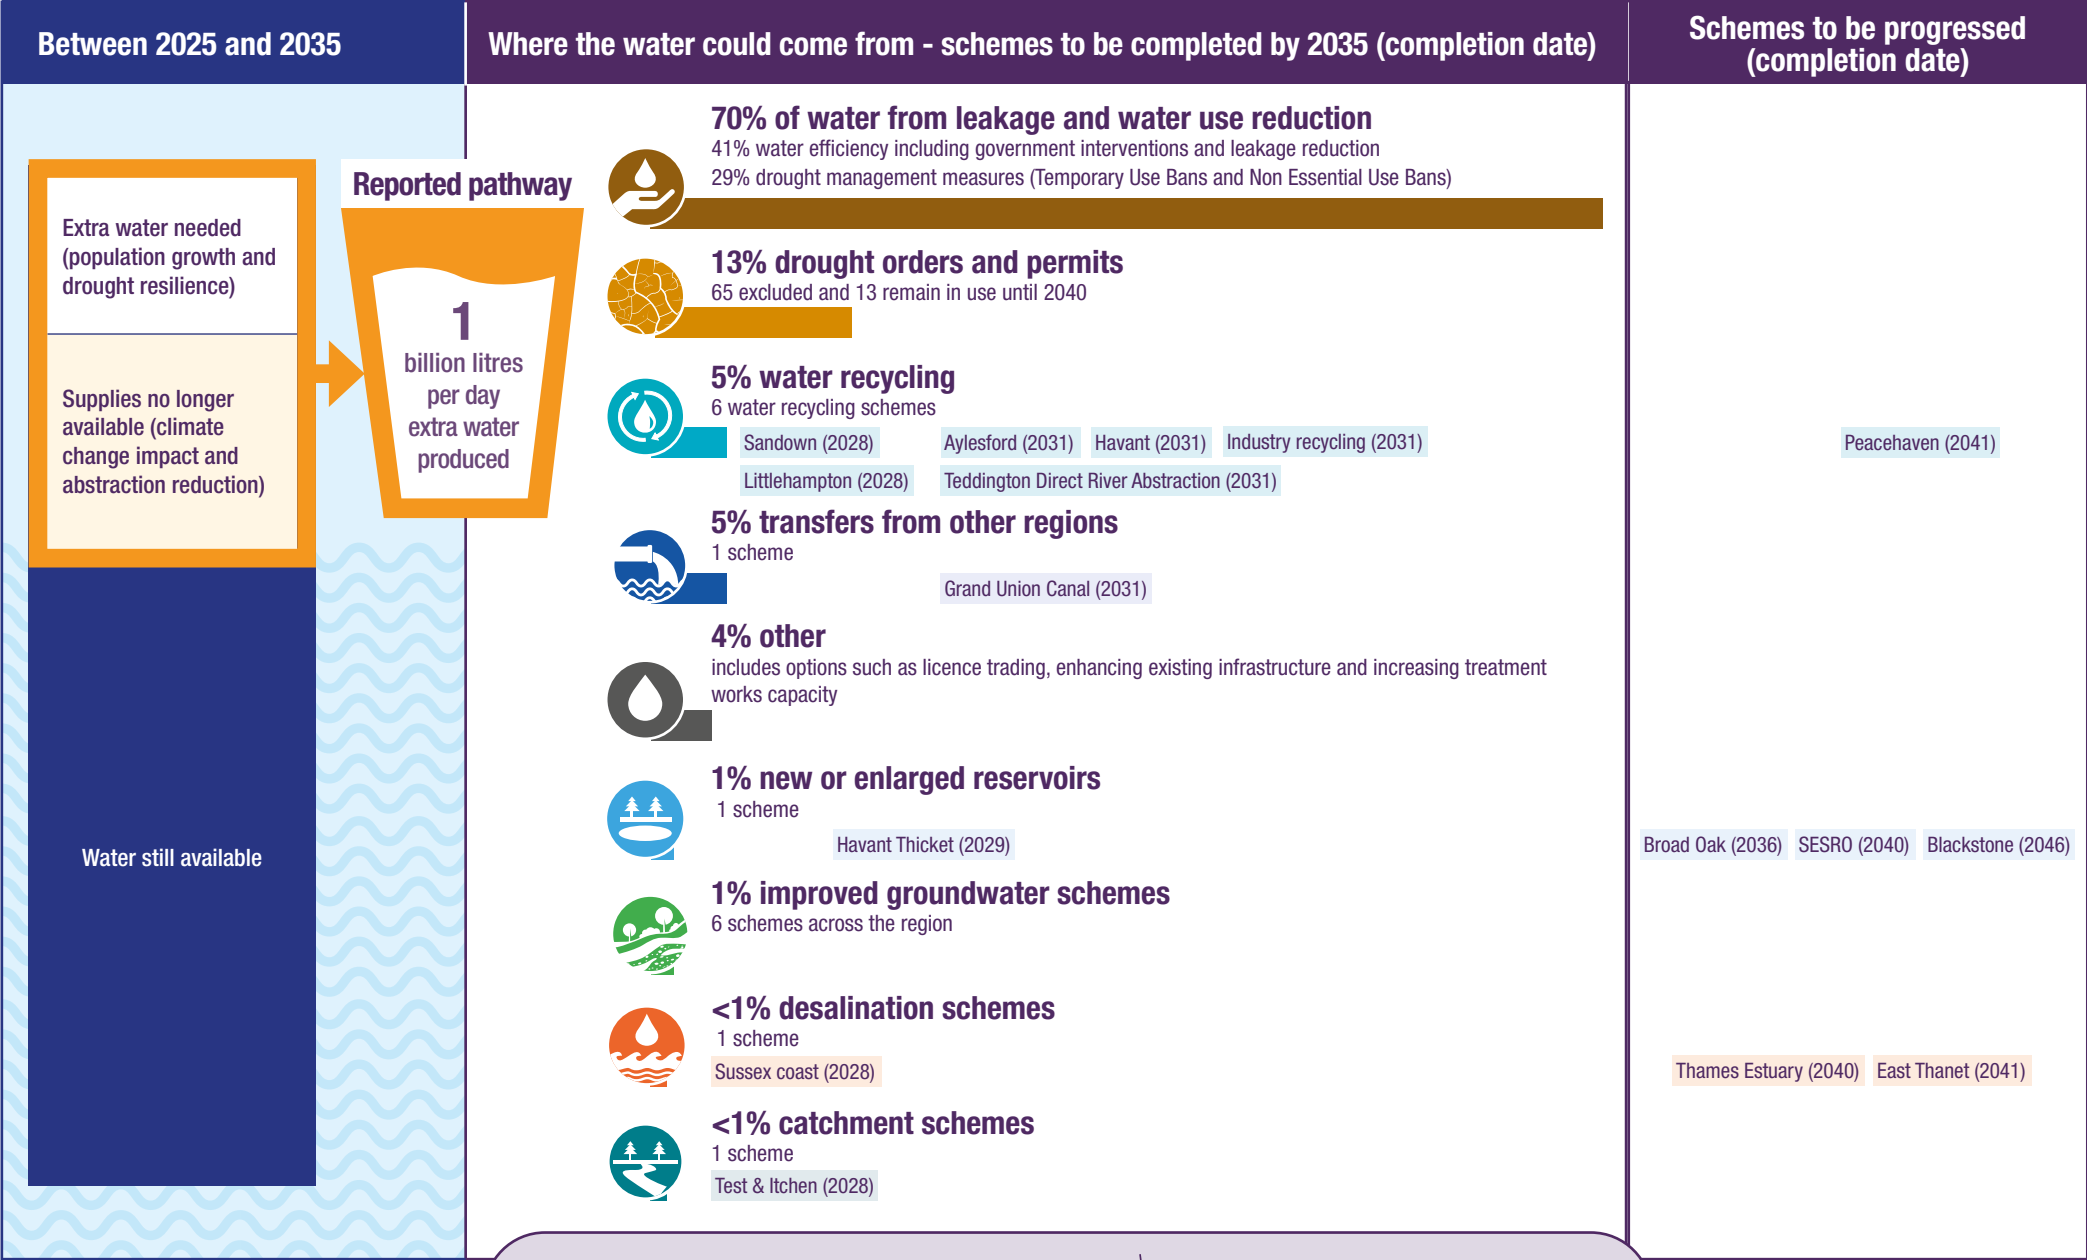 Between 2025 and 2035
Where the water could come from - schemes to be completed by 2035 (completion date)
Schemes to be progressed
(completion date)
Extra water needed
(population growth and
drought resilience)
Supplies no longer
available (climate
change impact and
abstraction reduction)
Water still available
Reported pathway
1
billion litres
per day
extra water
produced
70% of water from leakage and water use reduction
41% water efficiency including government interventions and leakage reduction
29% drought management measures (Temporary Use Bans and Non Essential Use Bans)
13% drought orders and permits
65 excluded and 13 remain in use until 2040
5% water recycling
6 water recycling schemes
Sandown (2028) Aylesford (2031) Havant (2031) Industry recycling (2031) Peacehaven (2041)
Littlehampton (2028) Teddington Direct River Abstraction (2031)
5% transfers from other regions
1 scheme
Grand Union Canal (2031)
4% other
includes options such as licence trading, enhancing existing infrastructure and increasing treatment
works capacity
1% new or enlarged reservoirs
1 scheme
Havant Thicket (2029) Broad Oak (2036) SESRO (2040) Blackstone (2046)
1% improved groundwater schemes
6 schemes across the region
<1% desalination schemes
1 scheme
Sussex coast (2028) Thames Estuary (2040) East Thanet (2041)
<1% catchment schemes
1 scheme
Test & Itchen (2028)